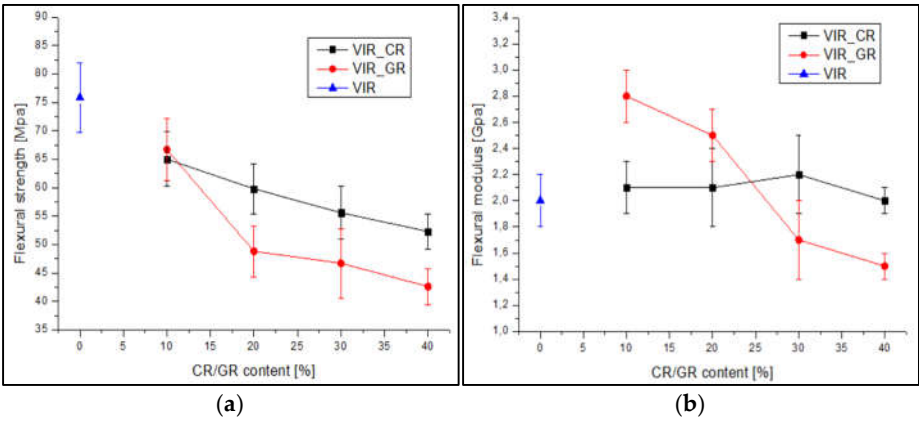 90
85
80
75
70
65
60
55
50
45
40
35
0 5 10 15 20 25 30 35 40
Flexural strength [Mpa]
CR/GR content [%]
VIR_CR
VIR_GR
VIR
(a)
3,4
3,2
3,0
2,8
2,6
2,4
2,2
2,0
1,8
1,6
1,4
1,2
1,0
0 5 10 15 20 25 30 35 40
Flexural modulus [Gpa]
CR/GR content [%]
VIR_CR
VIR_GR
VIR
(b)